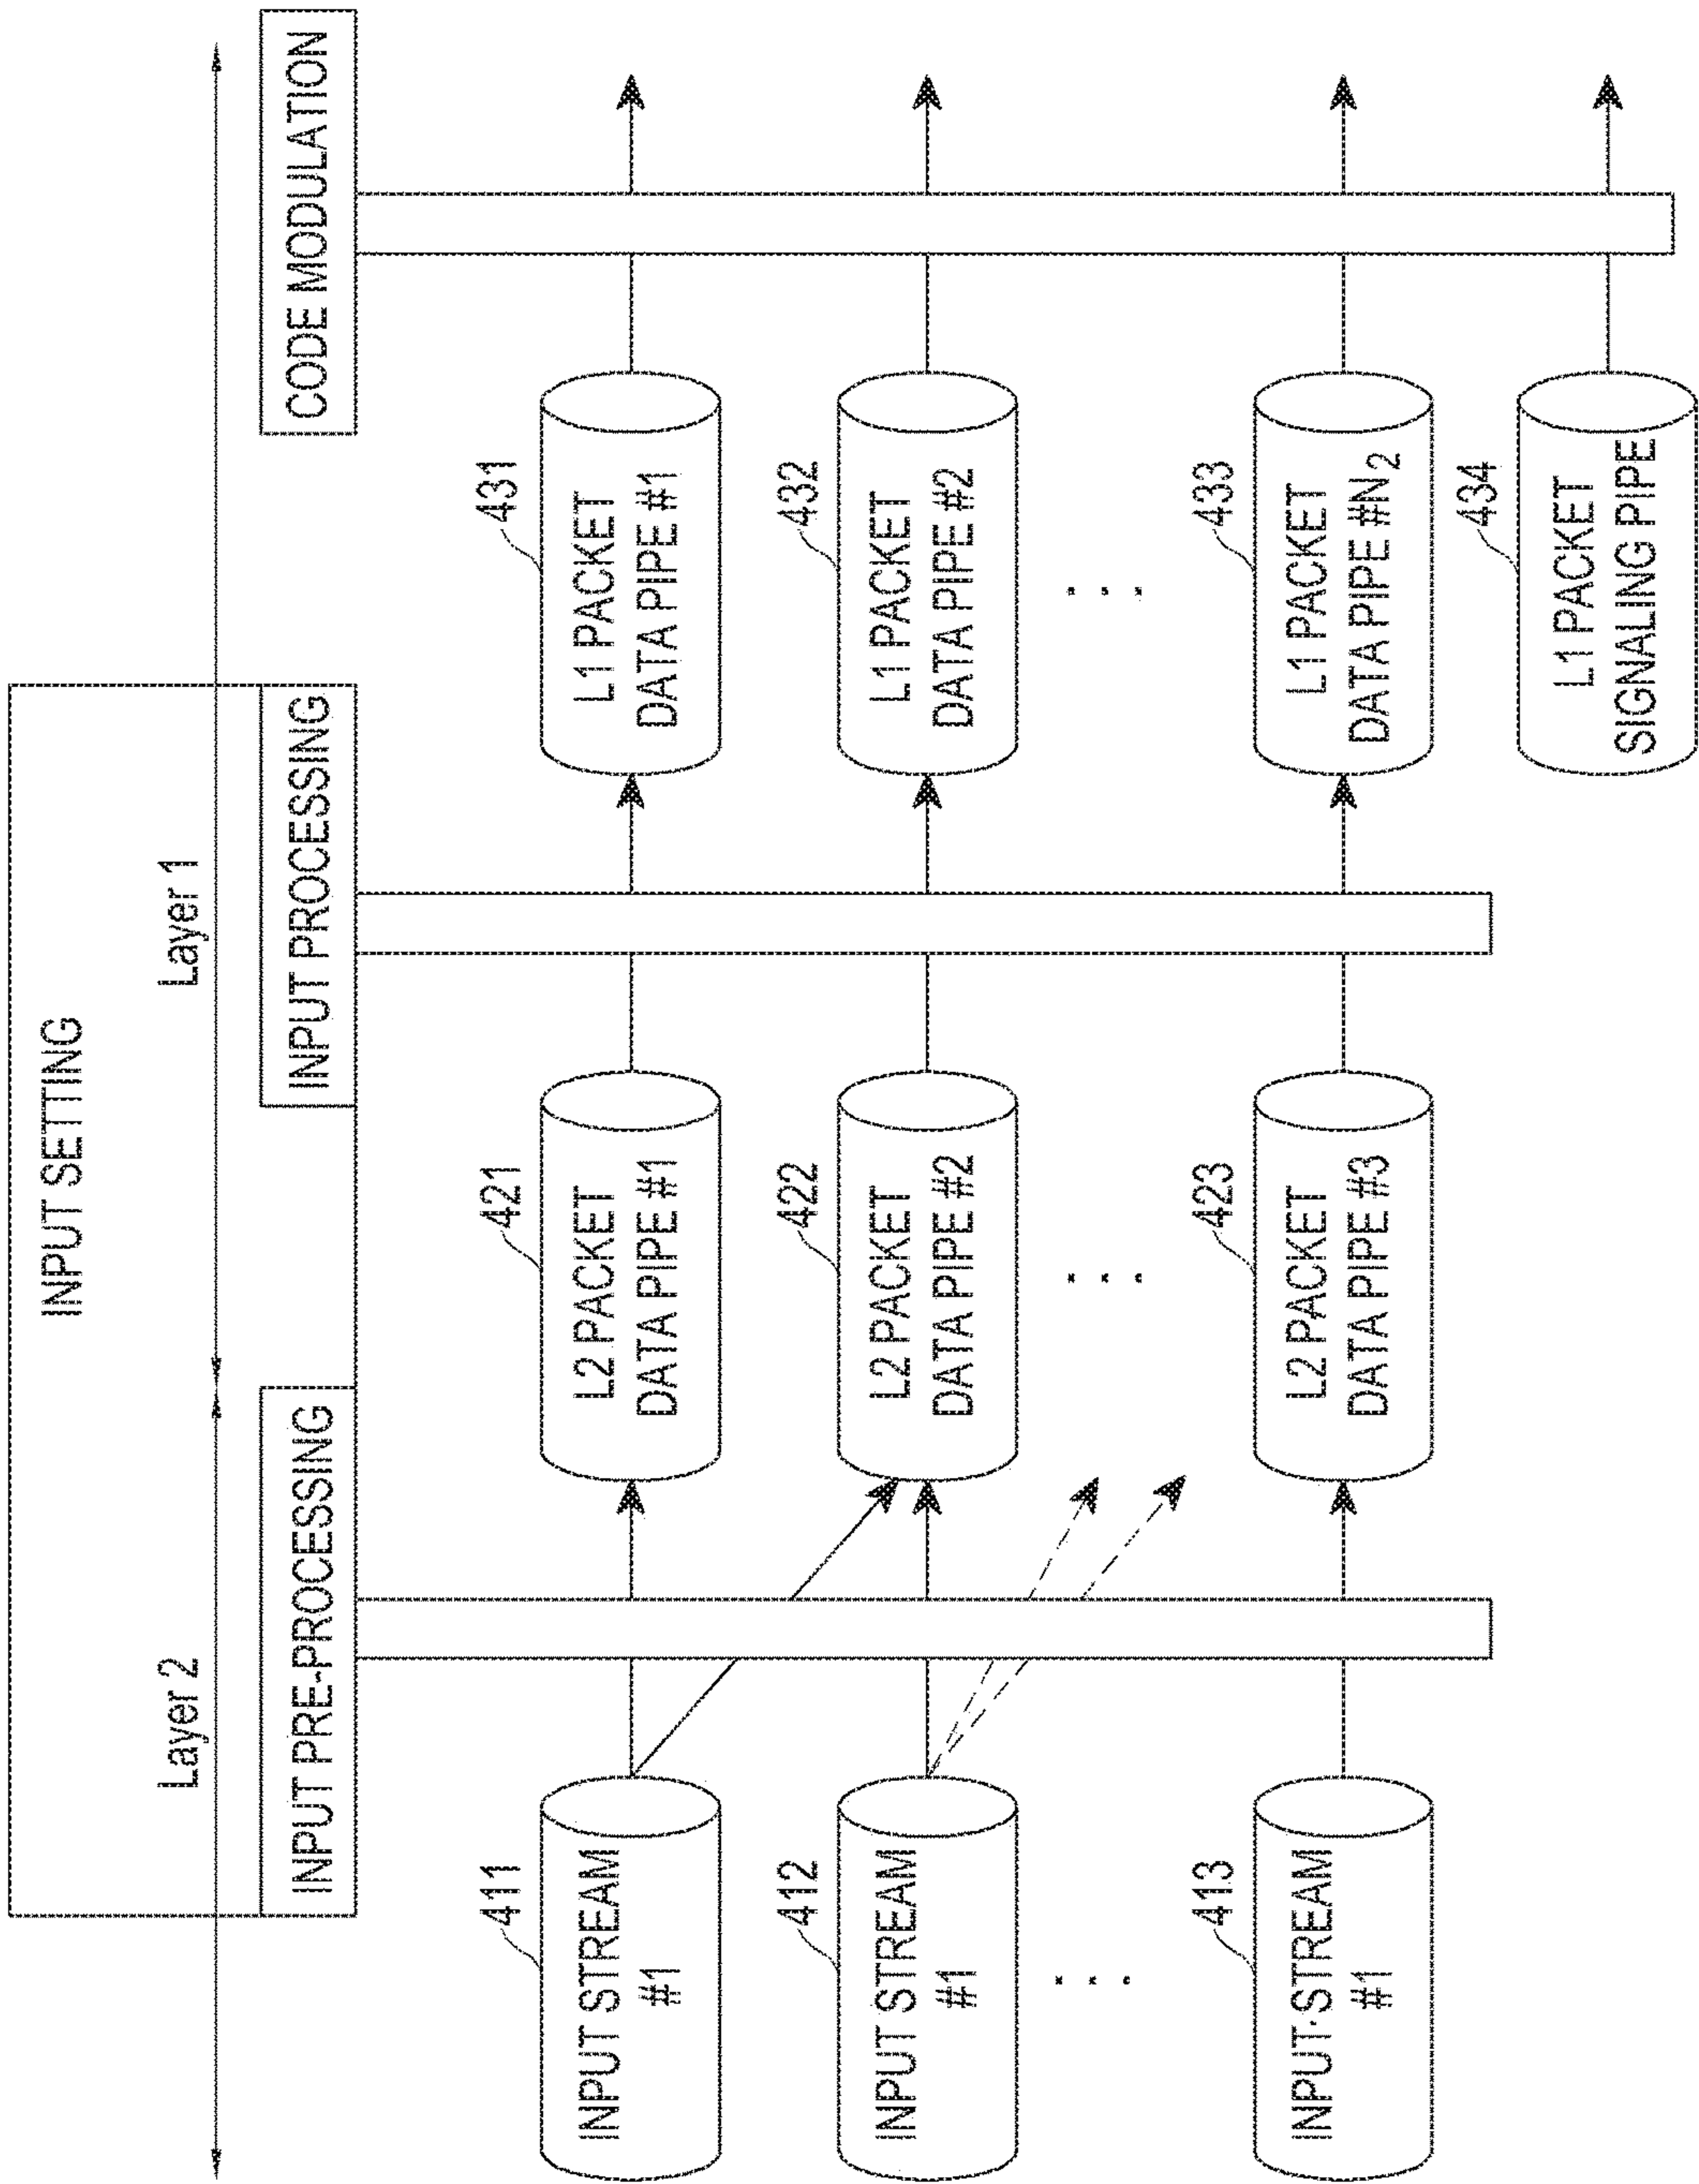 INPUT SETTING
Layer 2
Layer 1
INPUT PRE-PROCESSING
INPUT PROCESSING
CODE MODULATION
411
INPUT STREAM
#1
421
L2 PACKET
DATA PIPE #1
431
L1 PACKET
DATA PIPE #1
412
INPUT STREAM
#1
422
L2 PACKET
DATA PIPE #2
432
L1 PACKET
DATA PIPE #2
. . .
. . .
. . .
413
INPUT STREAM
#1
423
L2 PACKET
DATA PIPE #3
433
L1 PACKET
DATA PIPE #N2
434
L1 PACKET
SIGNALING PIPE